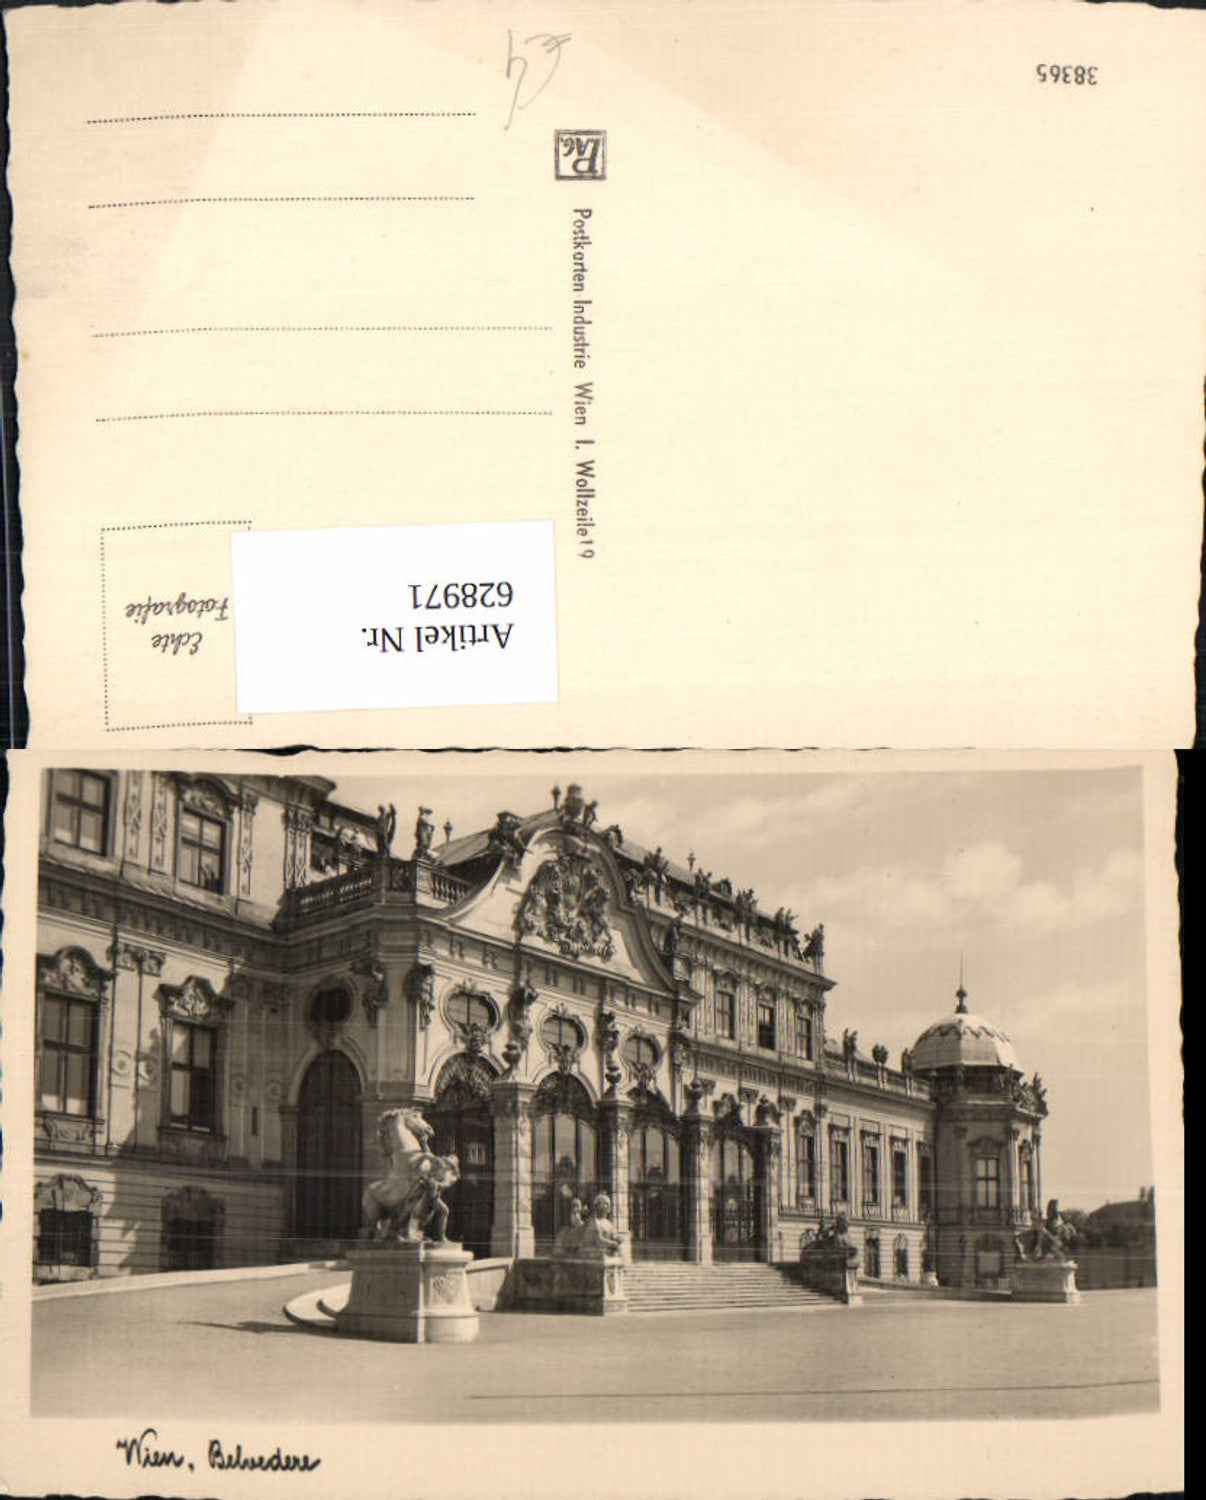 38365
PAG.
Postkarten-Industrie Wien I. Wollzeile 19
Echte
Fotografie
Artikel Nr.
628971
Wien, Belvedere